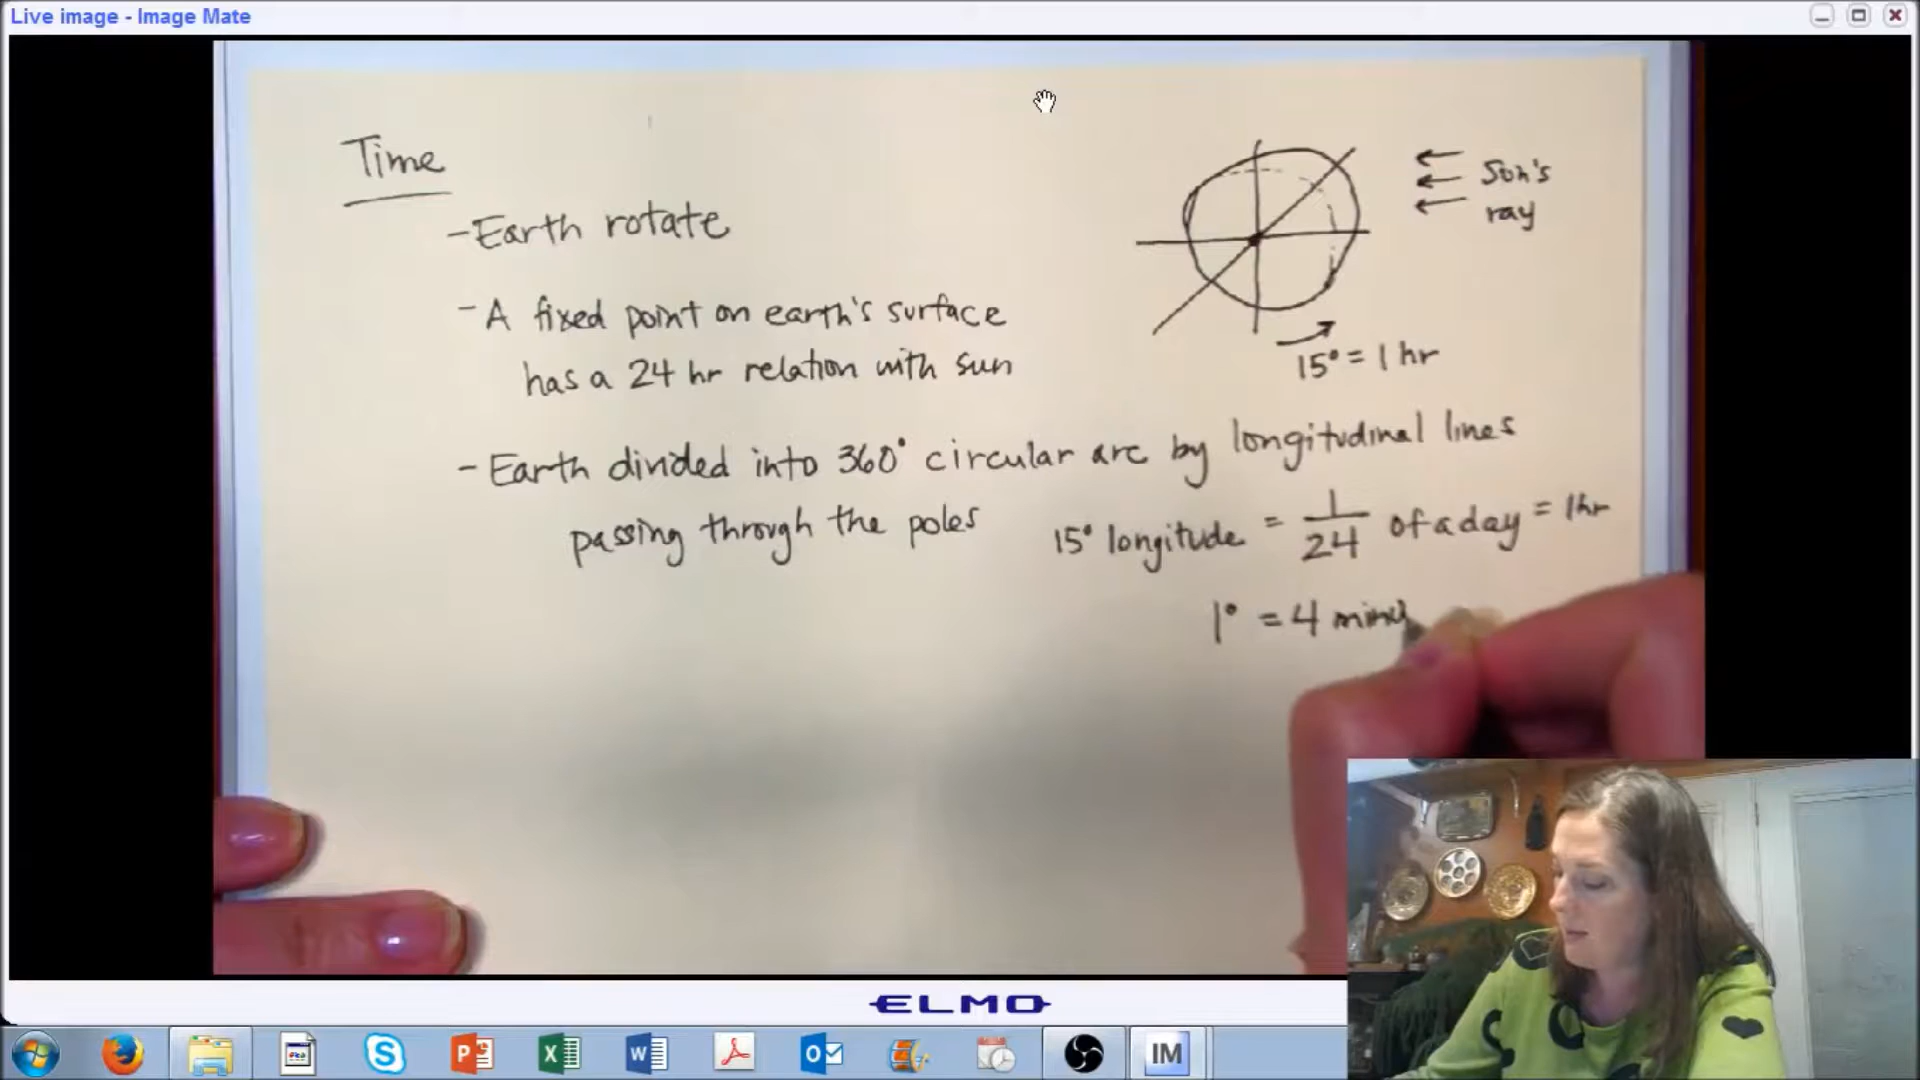 Live image - Image Mate
Time
- Earth rotate
- A fixed point on earth's surface
has a 24 hr relation with sun
- Earth divided into 360° circular arc by longitudinal lines
passing through the poles
Sun's
ray
15° = 1 hr
15° longitude = 1/24 of a day = 1hr
1° = 4 minu
ELMO
IM